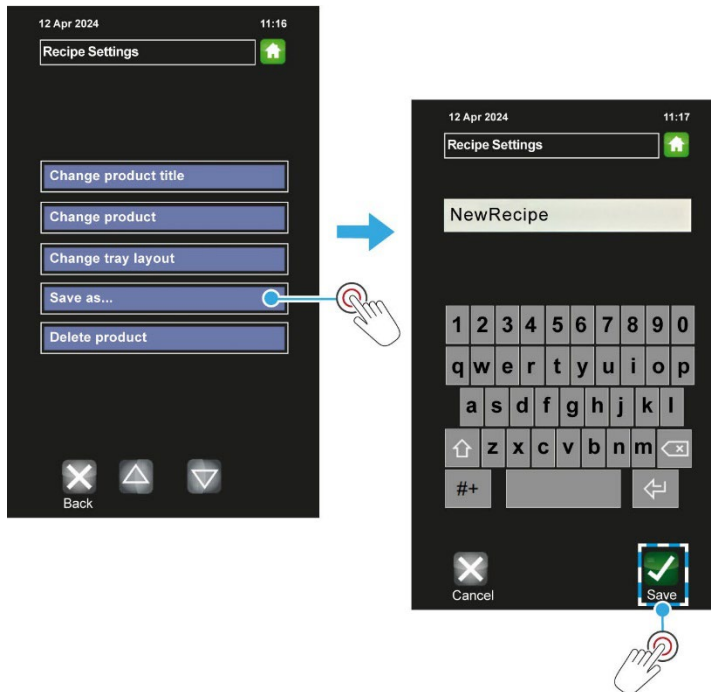 12 Apr 2024 11:16
Recipe Settings
Change product title
Change product
Change tray layout
Save as...
Delete product
Back
12 Apr 2024 11:17
Recipe Settings
NewRecipe
1 2 3 4 5 6 7 8 9 0
q w e r t y u i o p
a s d f g h j k l
z x c v b n m
#+
Cancel Save